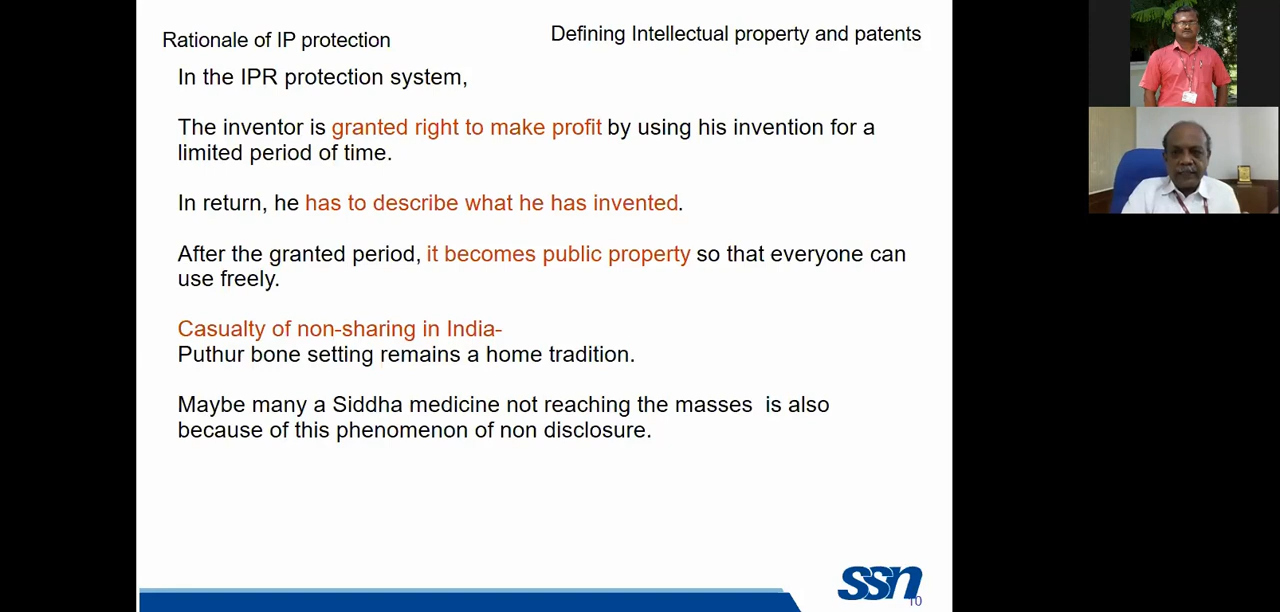 Rationale of IP protection
Defining Intellectual property and patents
In the IPR protection system,
The inventor is granted right to make profit by using his invention for a
limited period of time.
In return, he has to describe what he has invented.
After the granted period, it becomes public property so that everyone can
use freely.
Casualty of non-sharing in India-
Puthur bone setting remains a home tradition.
Maybe many a Siddha medicine not reaching the masses  is also
because of this phenomenon of non disclosure.
ssn
10